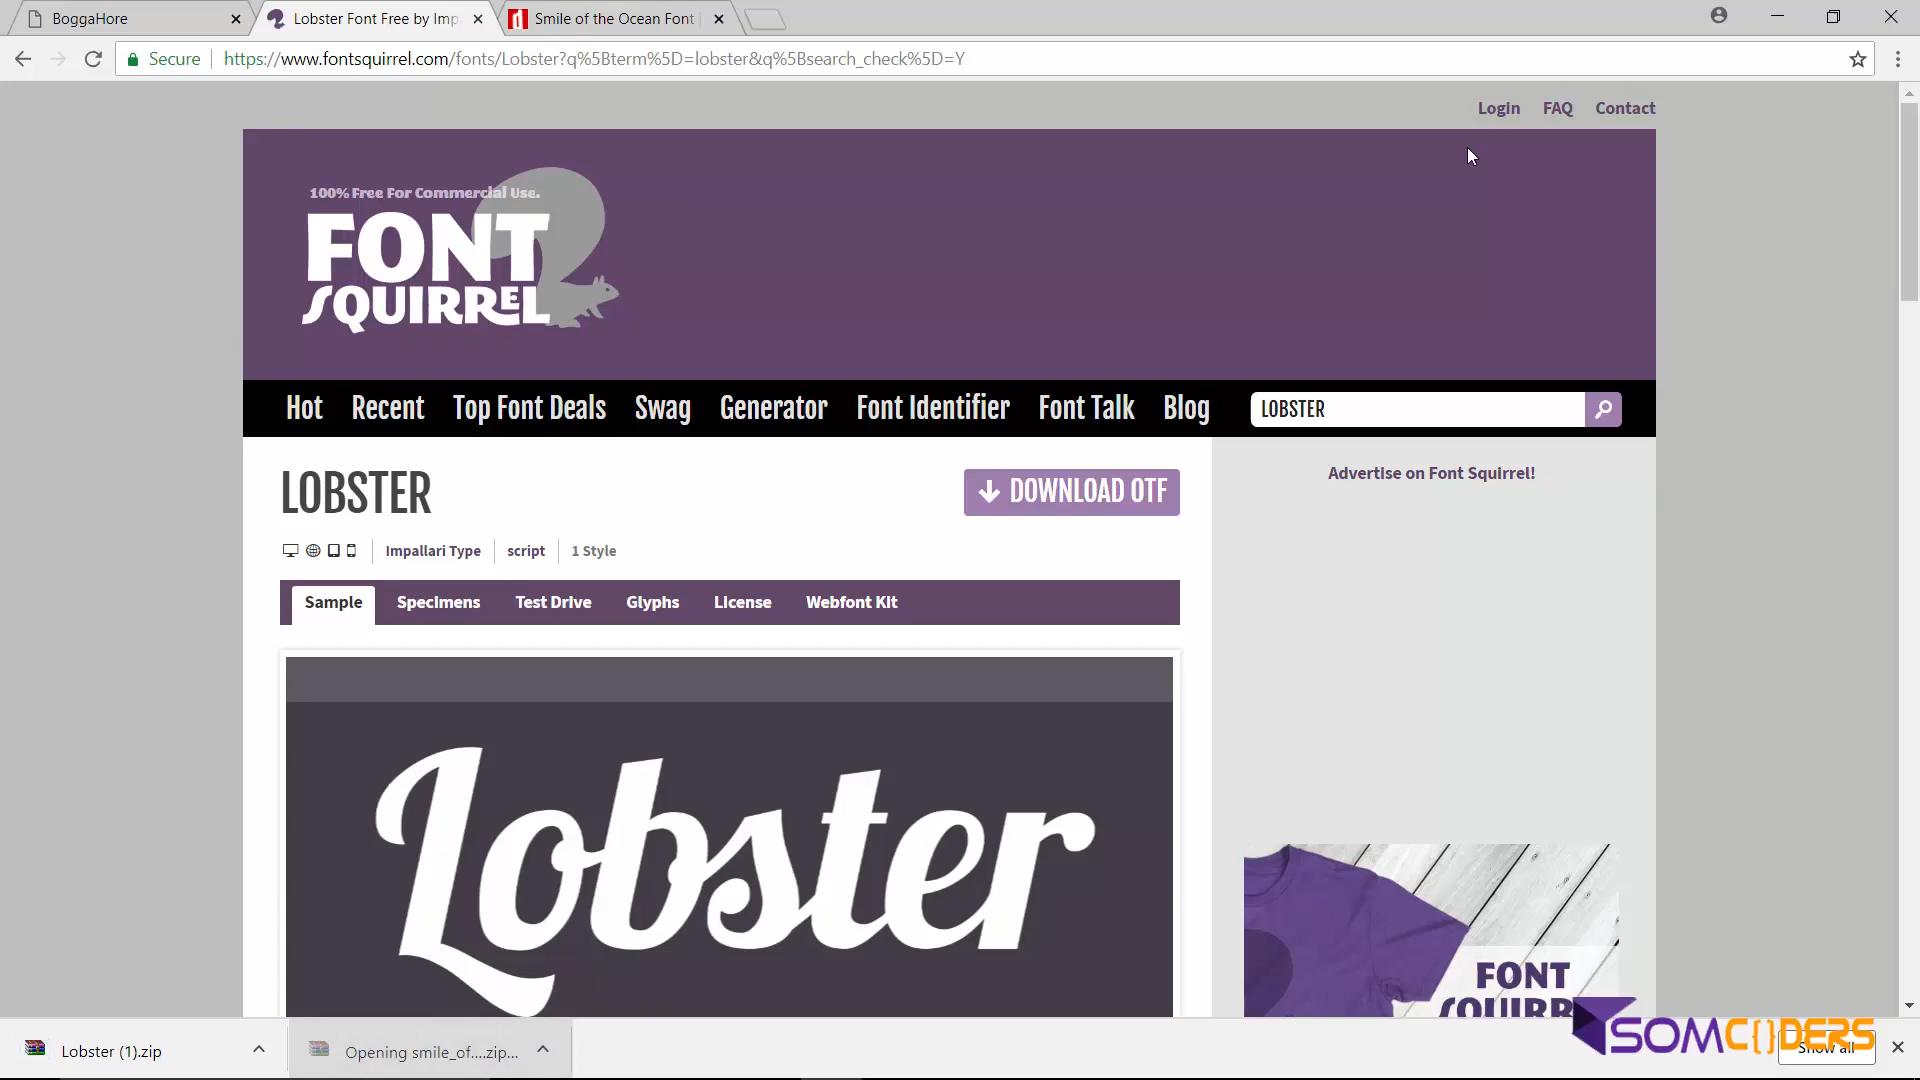 BoggaHore
Lobster Font Free by Imp
Smile of the Ocean Font
Secure
https://www.fontsquirrel.com/fonts/Lobster?q%5Bterm%5D=lobster&q%5Bsearch_check%5D=Y
Login FAQ Contact
100% Free For Commercial Use.
FONT
SQUIRREL
Hot Recent Top Font Deals Swag Generator Font Identifier Font Talk Blog LOBSTER
LOBSTER
DOWNLOAD OTF
Advertise on Font Squirrel!
Impallari Type script 1 Style
Sample Specimens Test Drive Glyphs License Webfont Kit
Lobster
FONT
SQUIRR
SOMC{}DERS
Lobster (1).zip
Opening smile_of....zip...
Show all